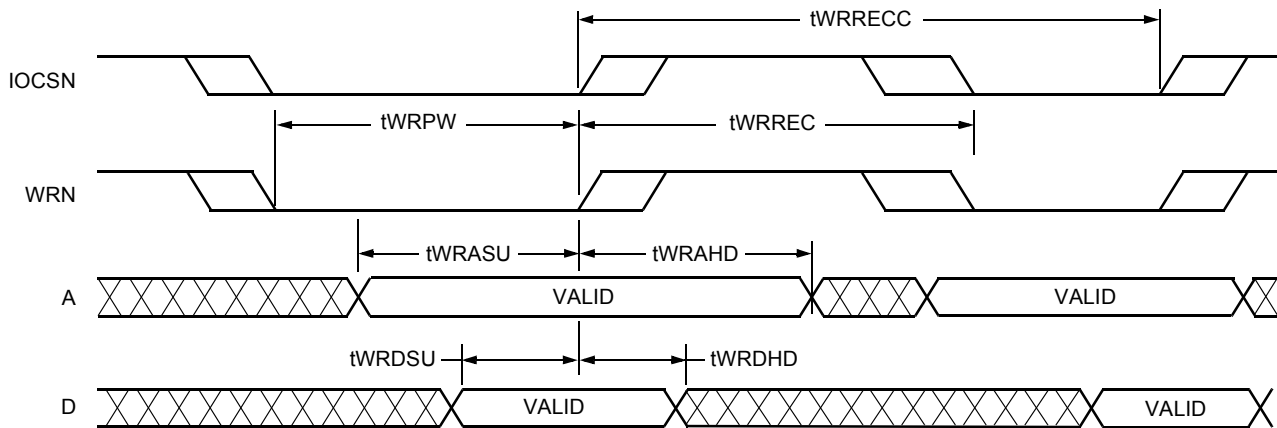 tWRRECC
IOCSN
tWRPW
tWRREC
WRN
tWRASU
tWRAHD
A
VALID
VALID
tWRDSU
tWRDHD
D
VALID
VALID